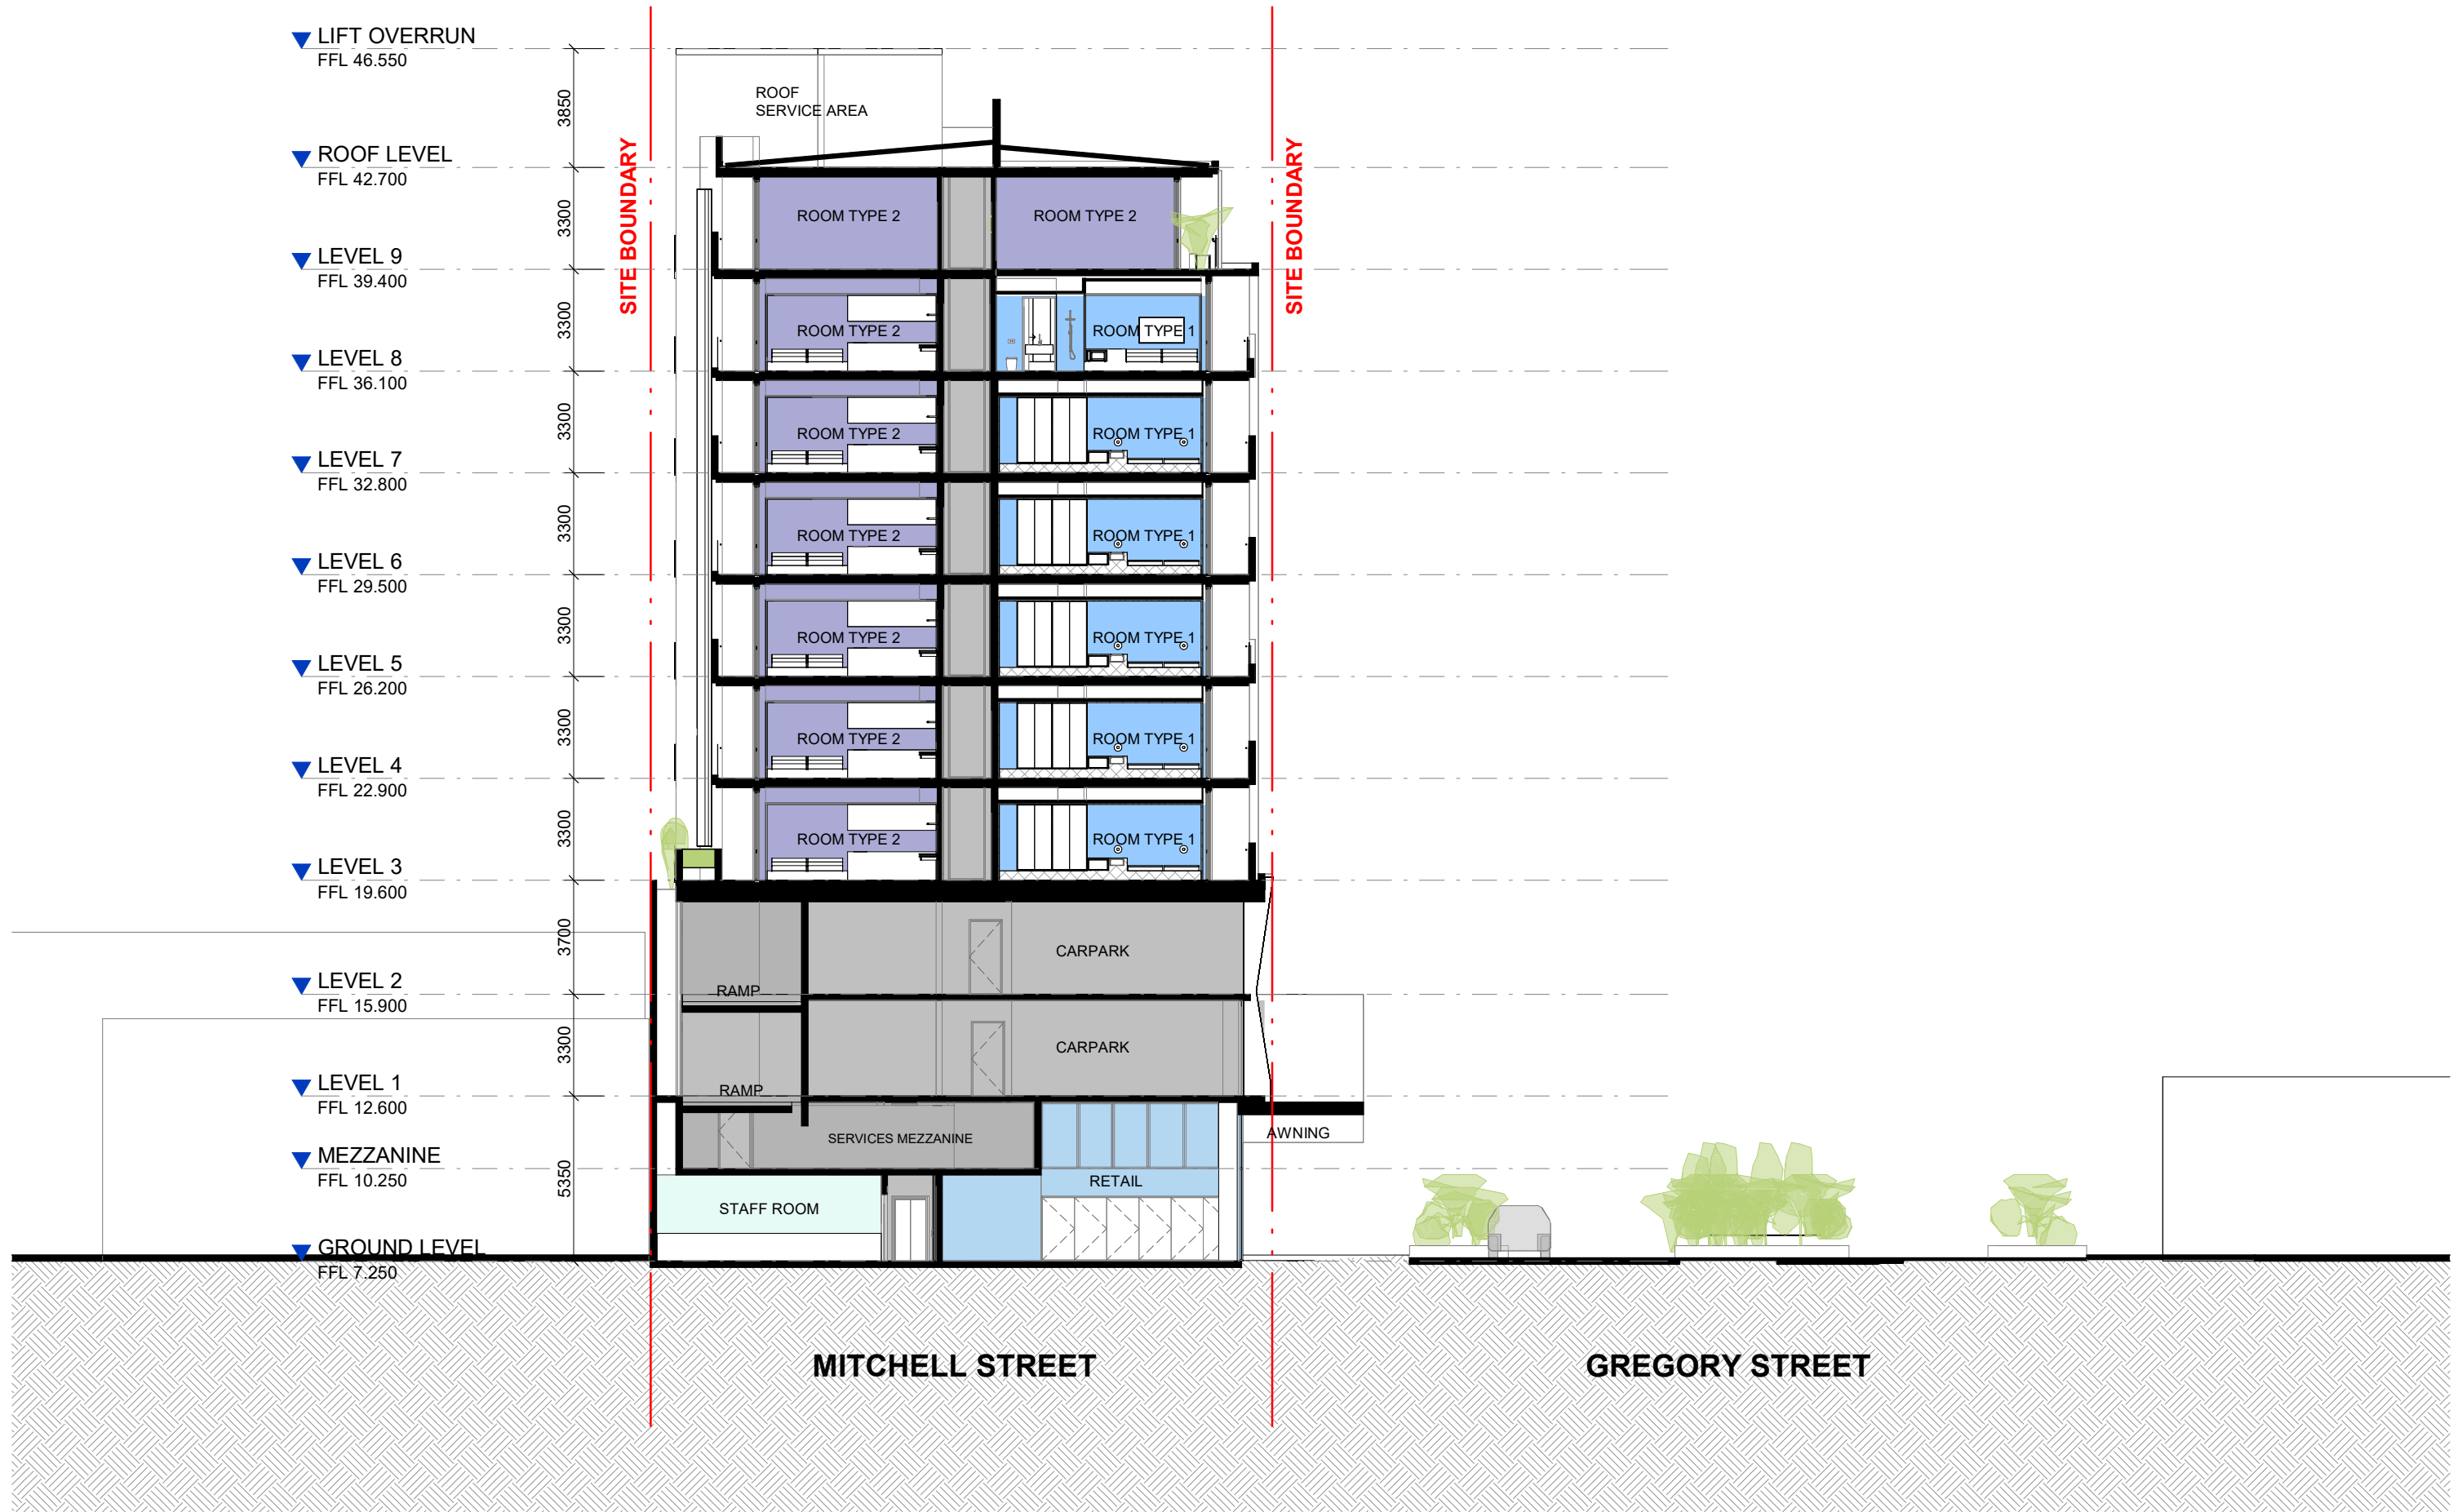 LIFT OVERRUN
FFL 46.550
3850
ROOF
SERVICE AREA
SITE BOUNDARY
SITE BOUNDARY
ROOF LEVEL
FFL 42.700
3300
ROOM TYPE 2
ROOM TYPE 2
LEVEL 9
FFL 39.400
3300
ROOM TYPE 2
ROOM TYPE 1
LEVEL 8
FFL 36.100
3300
ROOM TYPE 2
ROOM TYPE 1
LEVEL 7
FFL 32.800
3300
ROOM TYPE 2
ROOM TYPE 1
LEVEL 6
FFL 29.500
3300
ROOM TYPE 2
ROOM TYPE 1
LEVEL 5
FFL 26.200
3300
ROOM TYPE 2
ROOM TYPE 1
LEVEL 4
FFL 22.900
3300
ROOM TYPE 2
ROOM TYPE 1
LEVEL 3
FFL 19.600
3700
CARPARK
LEVEL 2
FFL 15.900
RAMP
3300
CARPARK
LEVEL 1
FFL 12.600
RAMP
SERVICES MEZZANINE
AWNING
MEZZANINE
FFL 10.250
5350
RETAIL
STAFF ROOM
GROUND LEVEL
FFL 7.250
MITCHELL STREET
GREGORY STREET